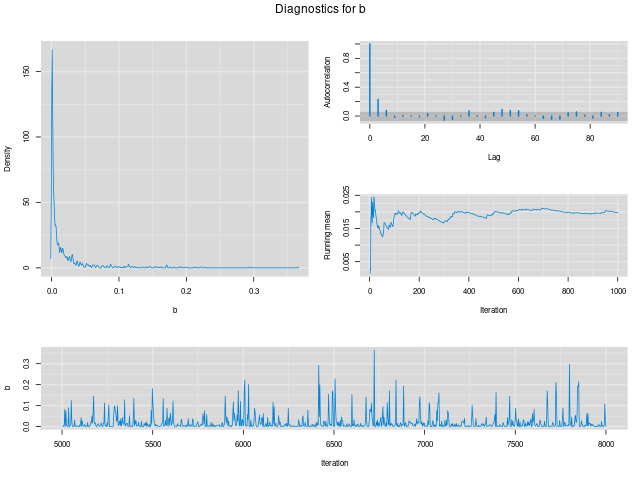 Diagnostics for b
Density
150
100
50
0
0.0 0.1 0.2 0.3
b
Autocorrelation
0.8
0.4
0.0
0 20 40 60 80
Lag
Running mean
0.025
0.015
0.005
0 200 400 600 800 1000
Iteration
b
0.3
0.2
0.1
0.0
5000 5500 6000 6500 7000 7500 8000
Iteration